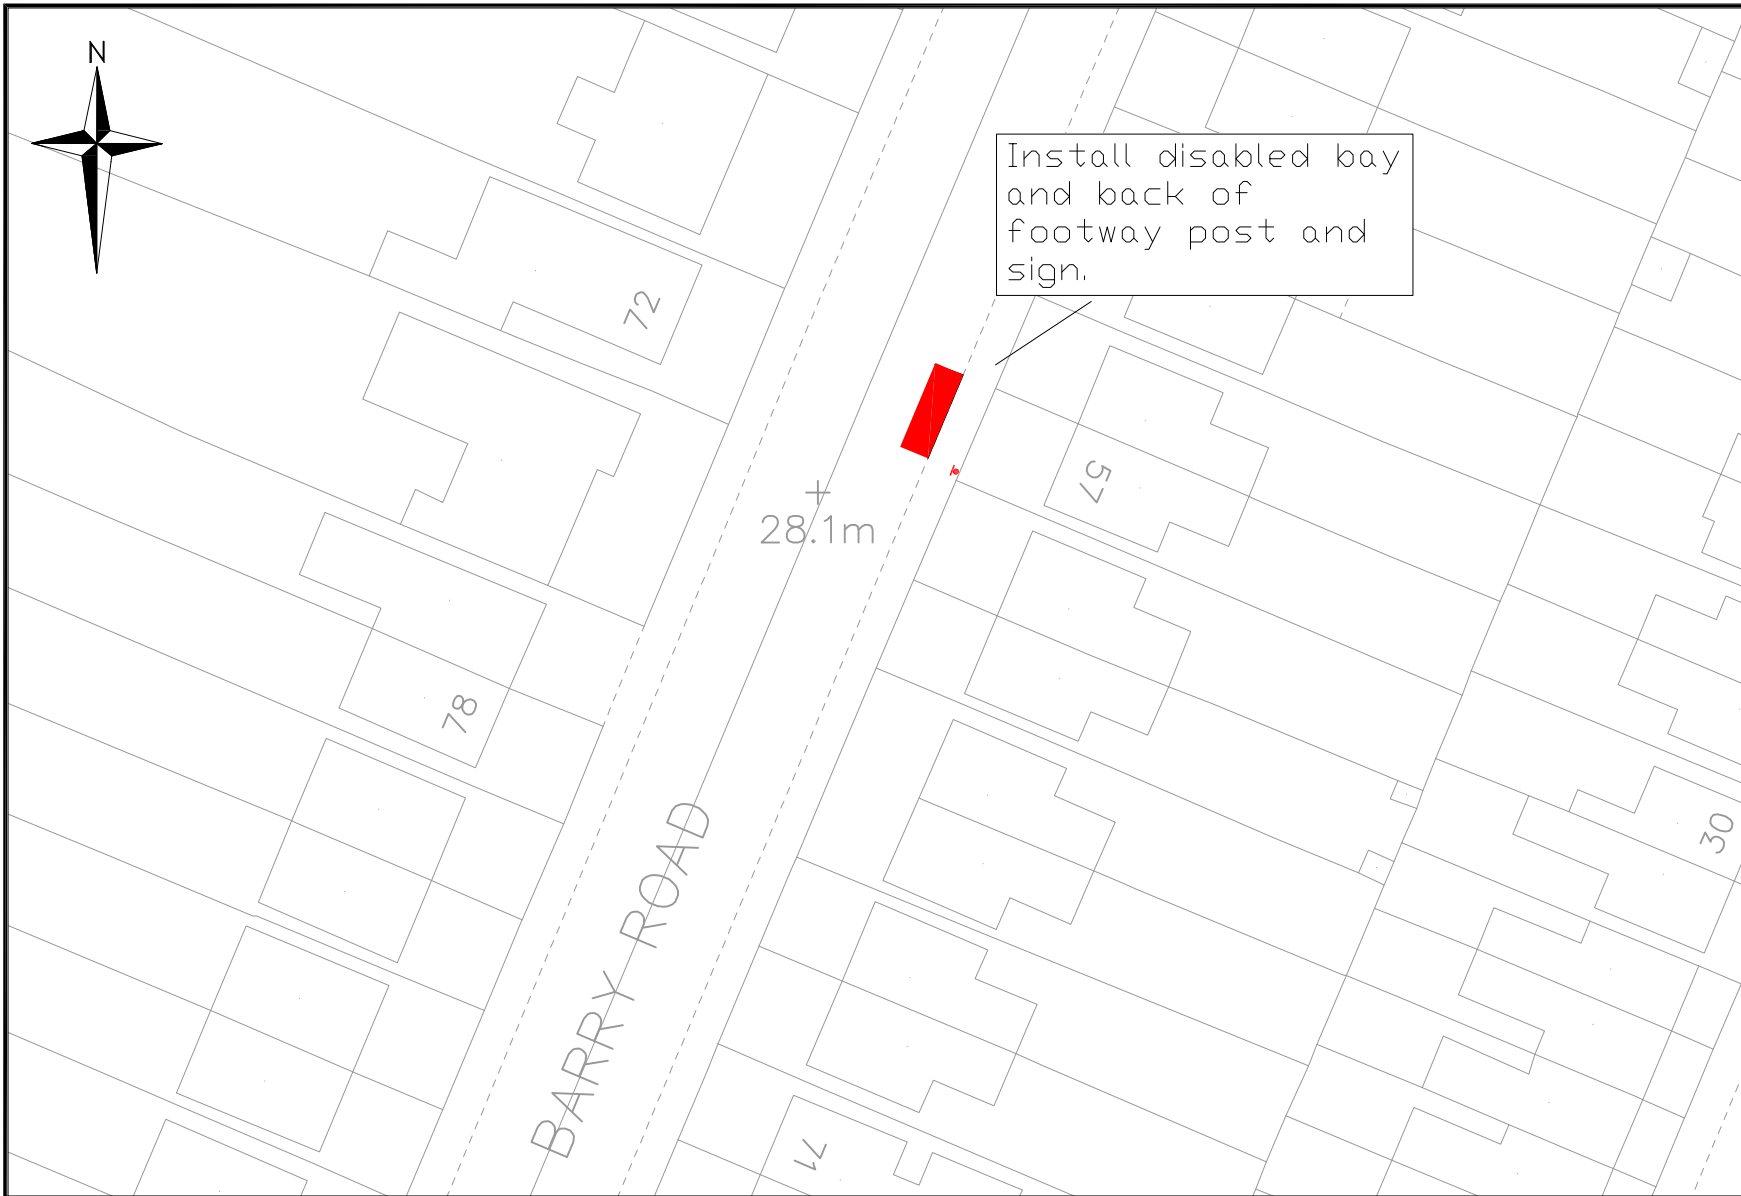 N
Install disabled bay
and back of
footway post and
sign.
72
57
28.1m
78
30
BARRY ROAD
71